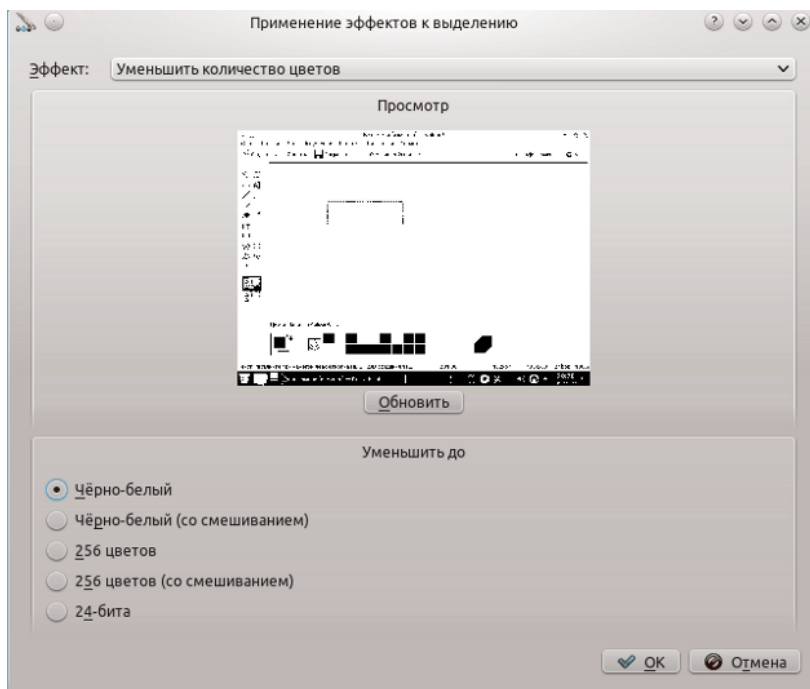 Применение эффектов к выделению
Эффект: Уменьшить количество цветов
Просмотр
Обновить
Уменьшить до
Чёрно-белый
Чёрно-белый (со смешиванием)
256 цветов
256 цветов (со смешиванием)
24-бита
OK Отмена